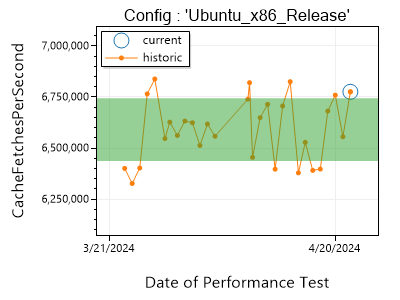 Config : 'Ubuntu_x86_Release'
current
historic
CacheFetchesPerSecond
7,000,000
6,750,000
6,500,000
6,250,000
3/21/2024
4/20/2024
Date of Performance Test